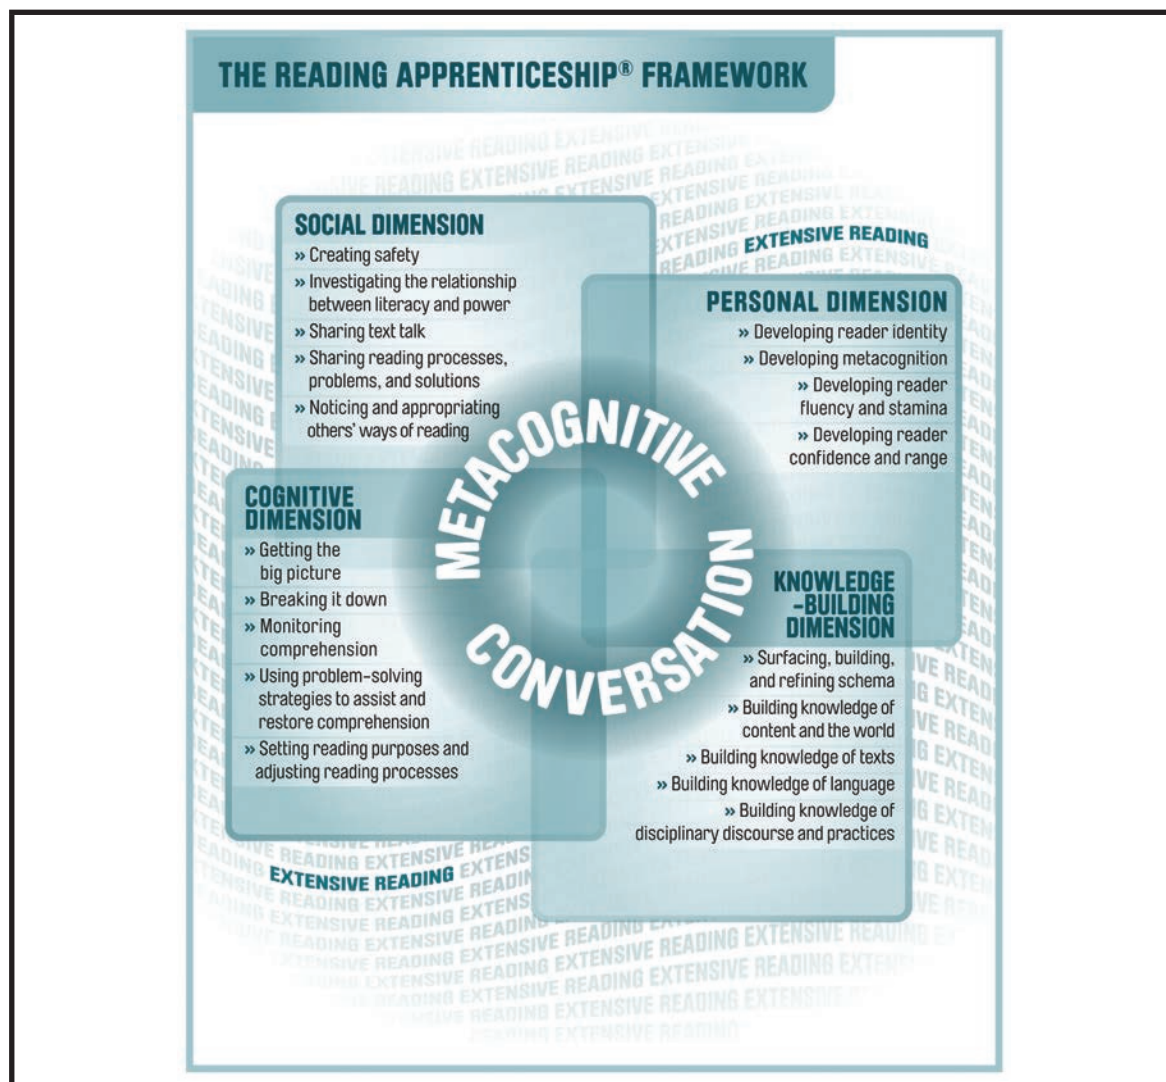 THE READING APPRENTICESHIP® FRAMEWORK
SOCIAL DIMENSION
» Creating safety
» Investigating the relationship
between literacy and power
» Sharing text talk
» Sharing reading processes,
problems, and solutions
» Noticing and appropriating
others' ways of reading
EXTENSIVE READING
PERSONAL DIMENSION
» Developing reader identity
» Developing metacognition
» Developing reader
fluency and stamina
» Developing reader
confidence and range
METACOGNITIVE
CONVERSATION
COGNITIVE
DIMENSION
» Getting the
big picture
» Breaking it down
» Monitoring
comprehension
» Using problem-solving
strategies to assist and
restore comprehension
» Setting reading purposes and
adjusting reading processes
KNOWLEDGE
-BUILDING
DIMENSION
» Surfacing, building,
and refining schema
» Building knowledge of
content and the world
» Building knowledge of texts
» Building knowledge of language
» Building knowledge of
disciplinary discourse and practices
EXTENSIVE READING